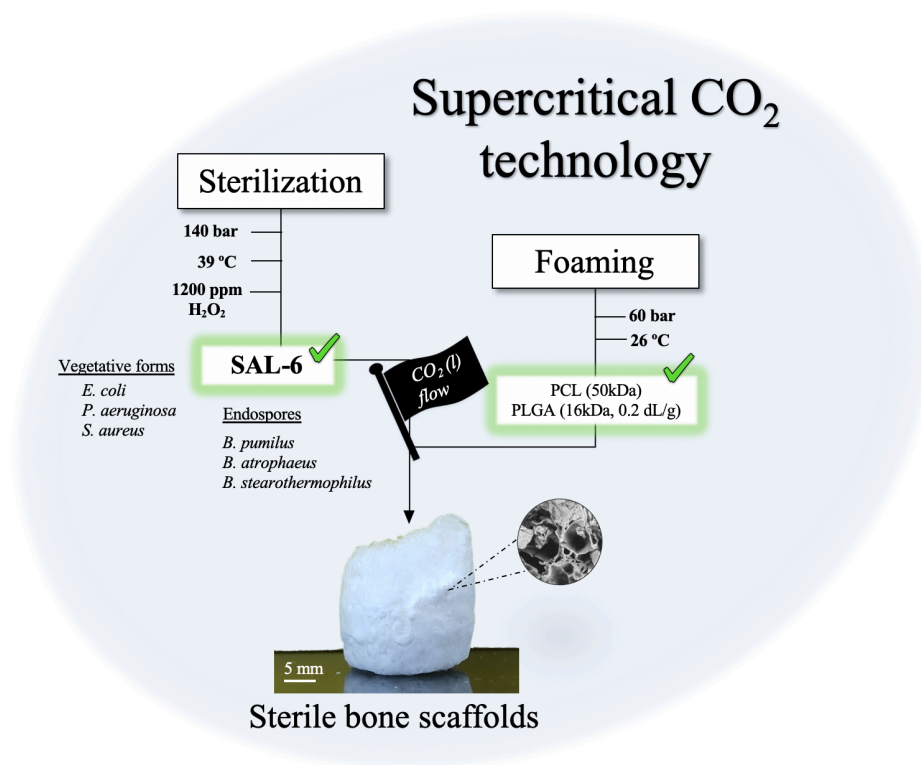 Supercritical CO₂
technology
Sterilization
140 bar
39 ºC
1200 ppm
H₂O₂
SAL-6
Vegetative forms
E. coli
P. aeruginosa
S. aureus
Endospores
B. pumilus
B. atrophaeus
B. stearothermophilus
Foaming
60 bar
26 ºC
PCL (50kDa)
PLGA (16kDa, 0.2 dL/g)
CO₂(l)
flow
5 mm
Sterile bone scaffolds